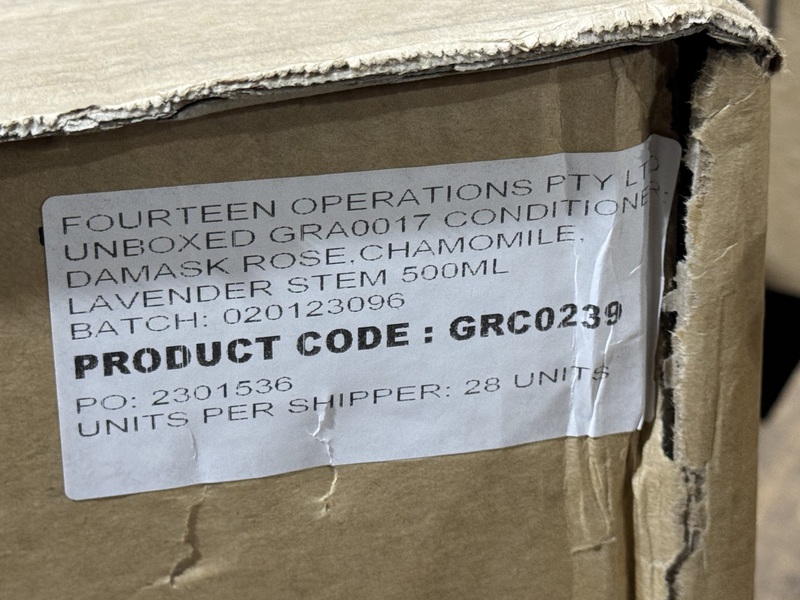 FOURTEEN OPERATIONS PTY LTD
UNBOXED GRA0017 CONDITIONER.
DAMASK ROSE,CHAMOMILE,
LAVENDER STEM 500ML
BATCH: 020123096
PRODUCT CODE : GRC0239
PO: 2301536
UNITS PER SHIPPER: 28 UNITS